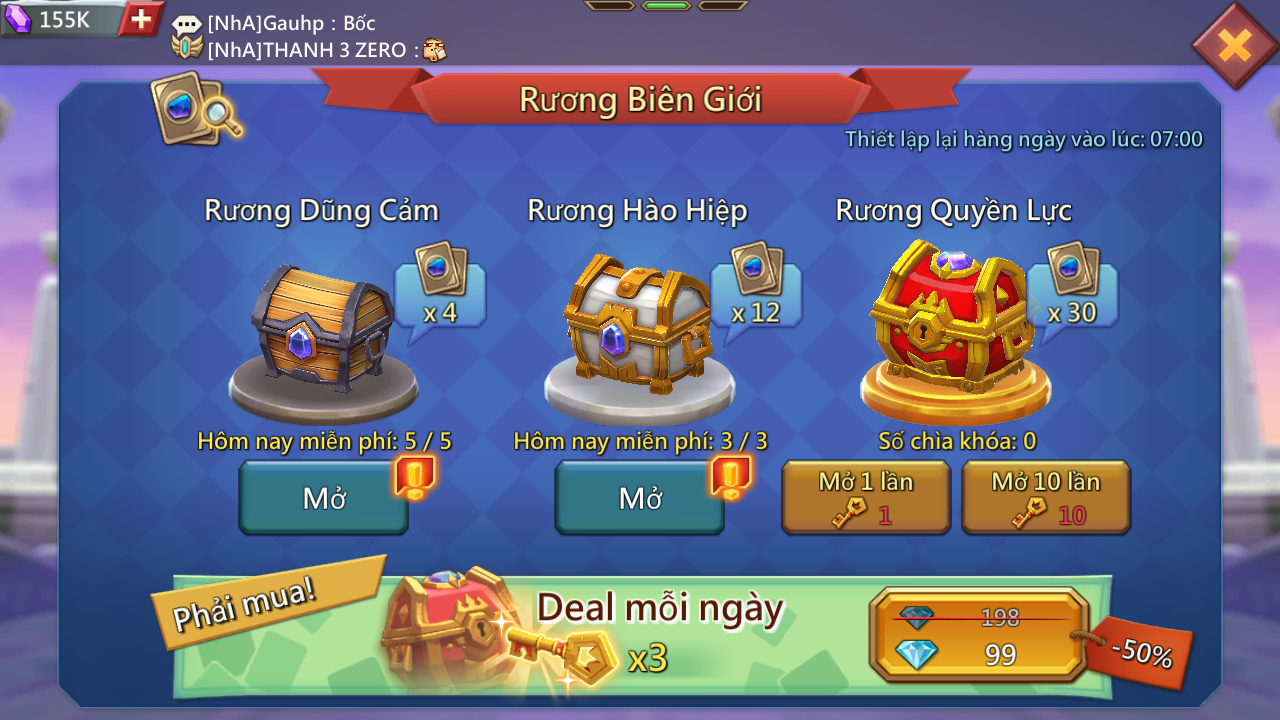 155K
[NhA]Gauhp : Bốc
[NhA]THANH 3 ZERO :
Rương Biên Giới
Thiết lập lại hàng ngày vào lúc: 07:00
Rương Dũng Cảm
Rương Hào Hiệp
Rương Quyền Lực
x 4
x 12
x 30
Hôm nay miễn phí: 5 / 5
Hôm nay miễn phí: 3 / 3
Số chìa khóa: 0
Mở
Mở
Mở 1 lần
1
Mở 10 lần
10
Phải mua!
Deal mỗi ngày
x3
198
99
-50%